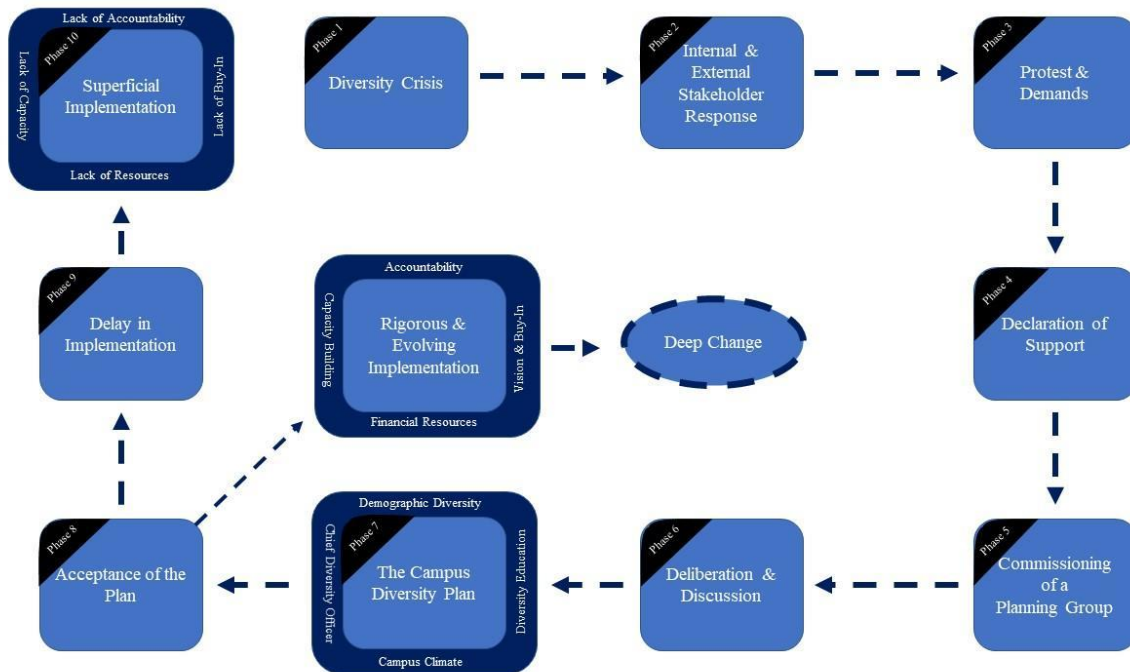 Lack of Accountability
Phase 10
Lack of Capacity
Superficial
Implementation
Lack of Buy-In
Lack of Resources
Phase 1
Diversity Crisis
Phase 2
Internal &
External
Stakeholder
Response
Phase 3
Protest &
Demands
Phase 4
Declaration of
Support
Phase 5
Commissioning
of a
Planning Group
Phase 6
Deliberation &
Discussion
Demographic Diversity
Phase 7
Chief Diversity Officer
The Campus
Diversity Plan
Diversity Education
Campus Climate
Phase 8
Acceptance of the
Plan
Phase 9
Delay in
Implementation
Accountability
Capacity Building
Rigorous &
Evolving
Implementation
Vision & Buy-In
Financial Resources
Deep Change